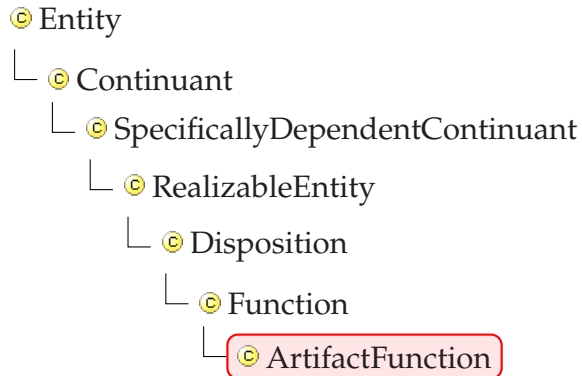 Entity
Continuant
SpecificallyDependentContinuant
RealizableEntity
Disposition
Function
ArtifactFunction